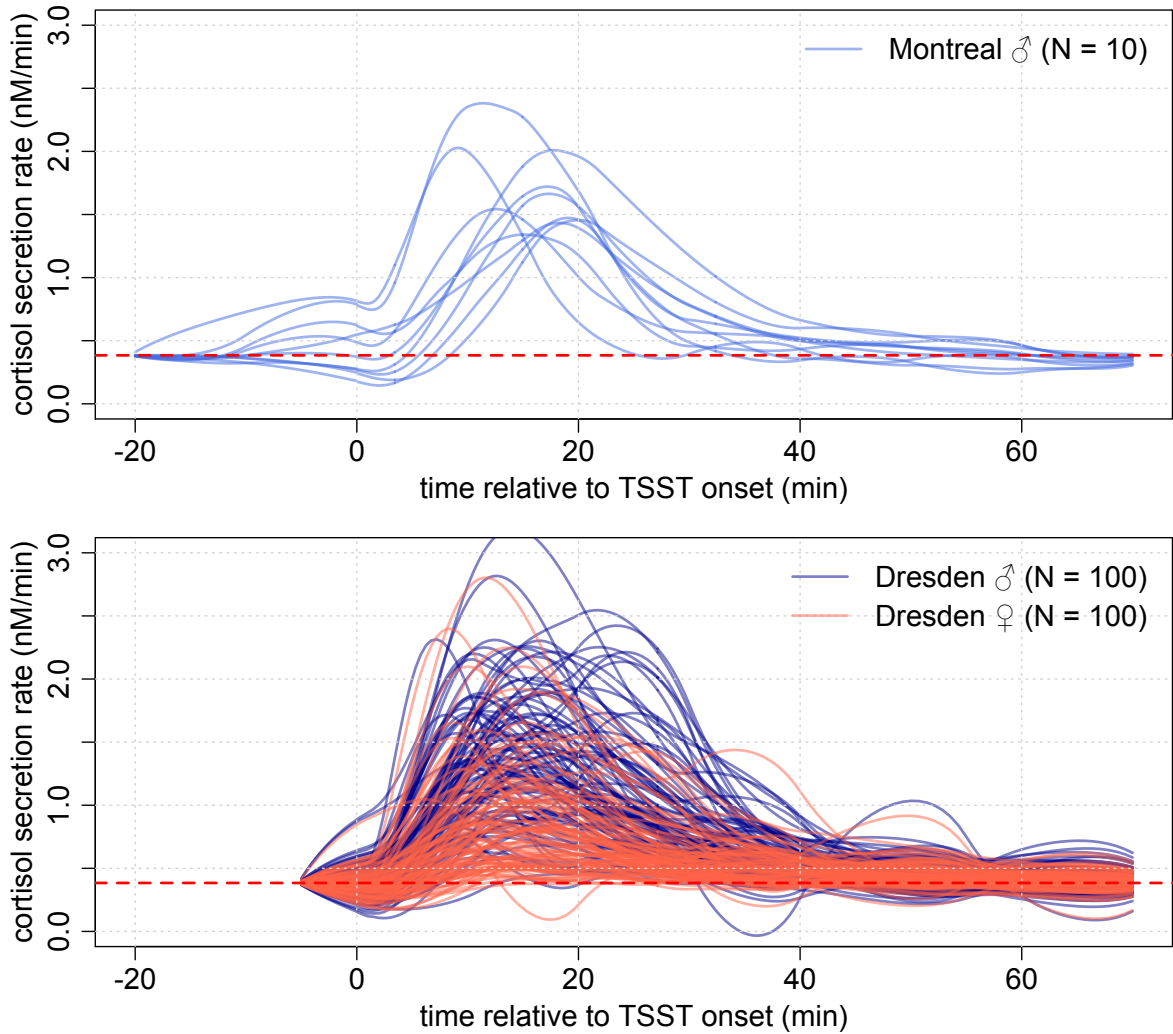 cortisol secretion rate (nM/min)
3.0
2.0
1.0
0.0
Montreal ♂ (N = 10)
-20 0 20 40 60
time relative to TSST onset (min)
cortisol secretion rate (nM/min)
3.0
2.0
1.0
0.0
Dresden ♂ (N = 100)
Dresden ♀ (N = 100)
-20 0 20 40 60
time relative to TSST onset (min)